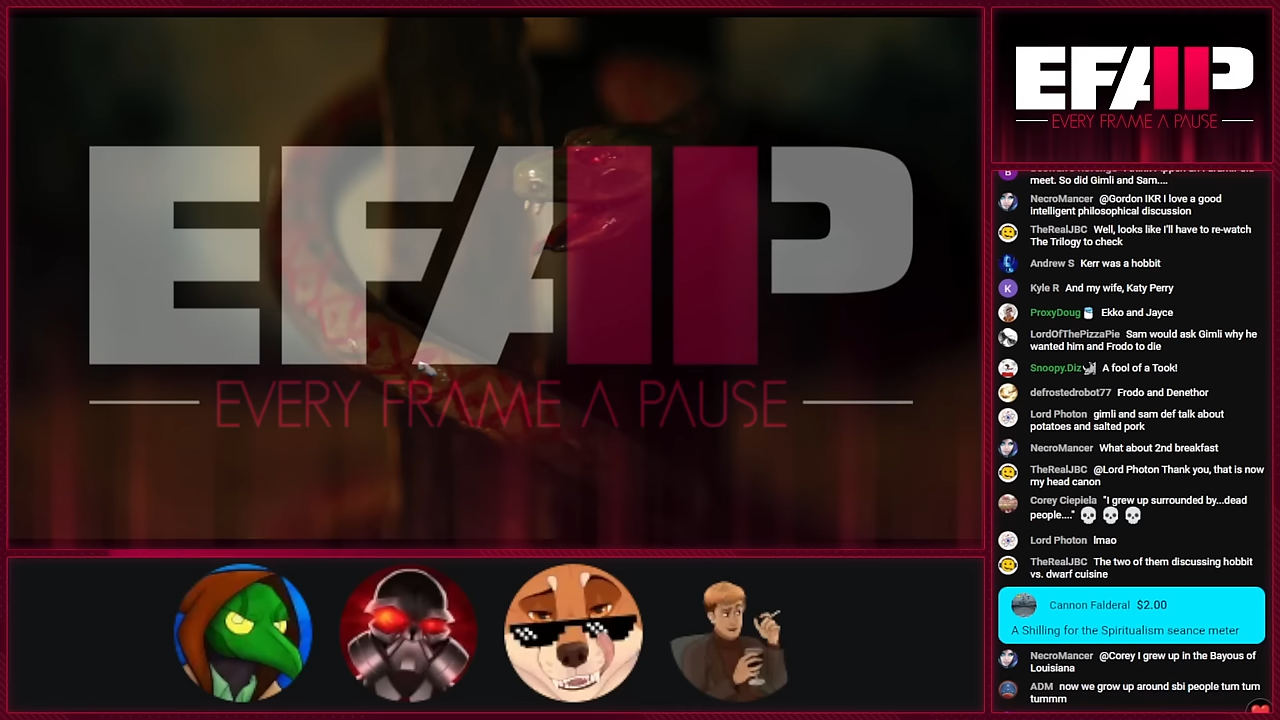 EFAP
EVERY FRAME A PAUSE
EFAP
EVERY FRAME A PAUSE
meet. So did Gimli and Sam....
NecroMancer @Gordon IKR I love a good
intelligent philosophical discussion
TheRealJBC Well, looks like I'll have to re-watch
The Trilogy to check
Andrew S Kerr was a hobbit
K Kyle R And my wife, Katy Perry
ProxyDoug Ekko and Jayce
LordOfThePizzaPie Sam would ask Gimli why he
wanted him and Frodo to die
Snoopy.Diz A fool of a Took!
defrostedrobot77 Frodo and Denethor
Lord Photon gimli and sam def talk about
potatoes and salted pork
NecroMancer What about 2nd breakfast
TheRealJBC @Lord Photon Thank you, that is now
my head canon
Corey Ciepiela "I grew up surrounded by...dead
people...." 💀 💀 💀
Lord Photon lmao
TheRealJBC The two of them discussing hobbit
vs. dwarf cuisine
Cannon Falderal $2.00
A Shilling for the Spiritualism seance meter
NecroMancer @Corey I grew up in the Bayous of
Louisiana
ADM now we grow up around sbi people tum tum
tummm